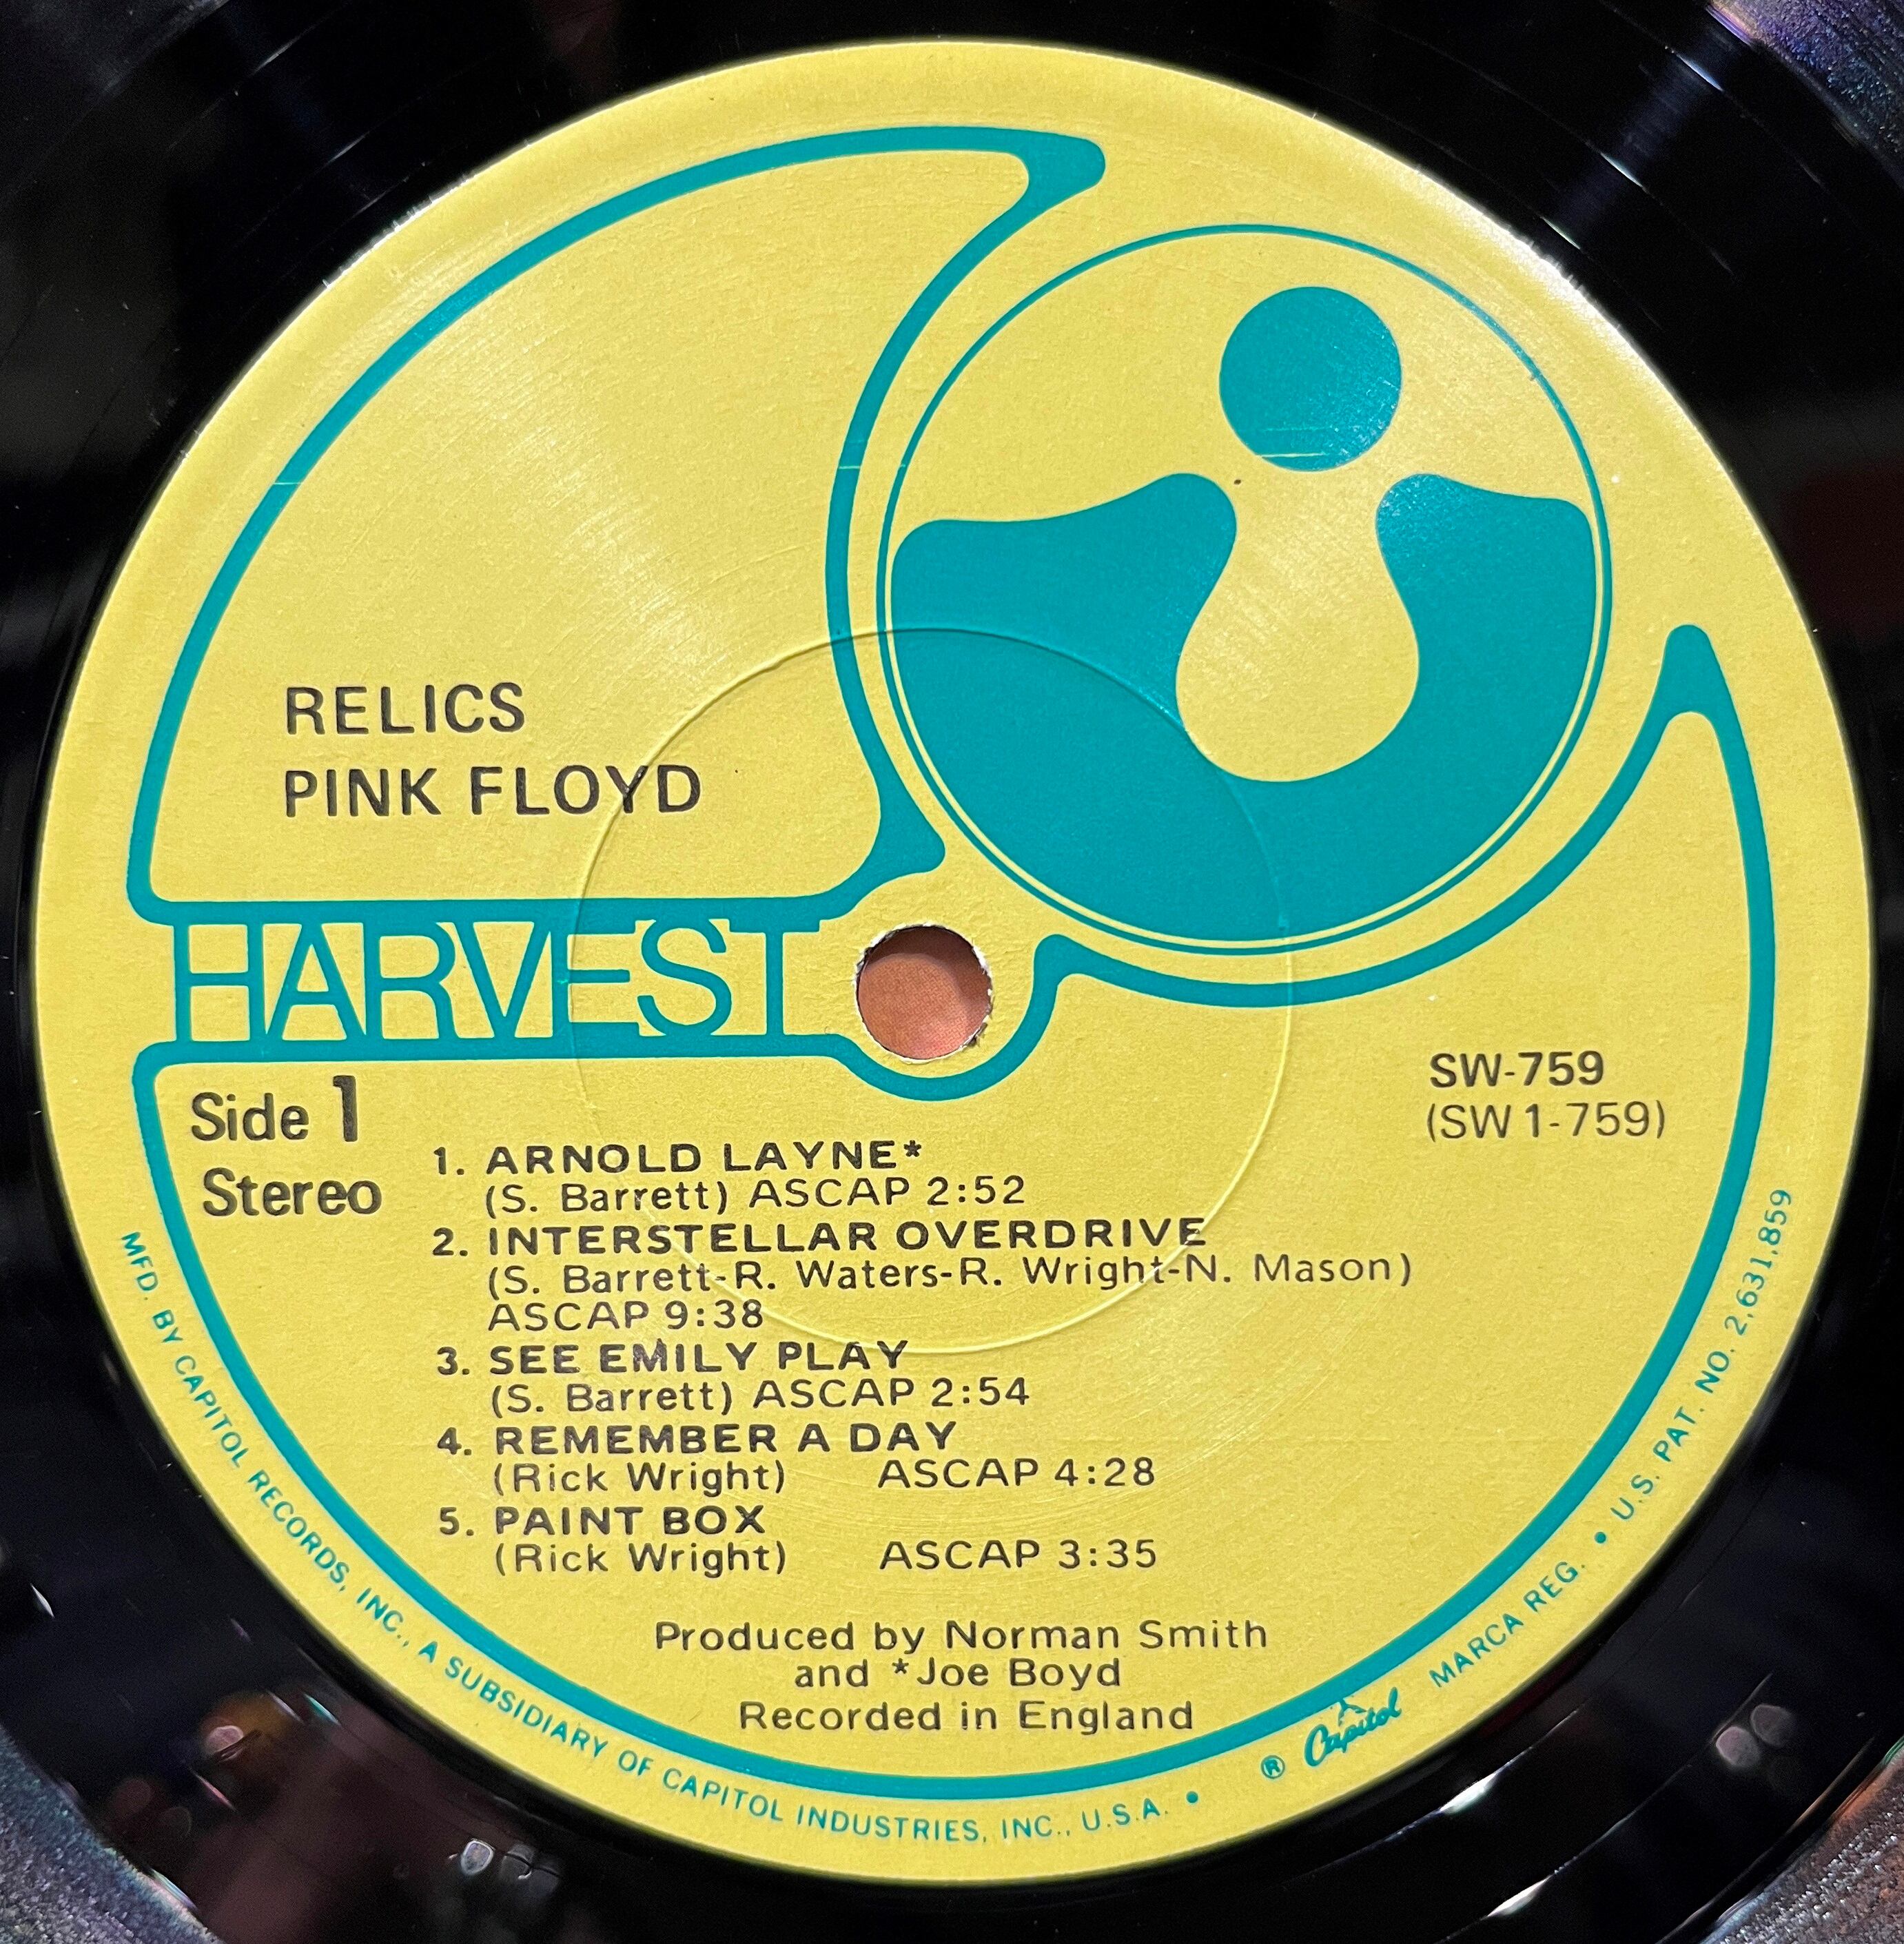 RELICS
PINK FLOYD
HARVEST
Side 1
Stereo
SW-759
(SW 1-759)
1. ARNOLD LAYNE*
(S. Barrett) ASCAP 2:52
2. INTERSTELLAR OVERDRIVE
(S. Barrett-R. Waters-R. Wright-N. Mason)
ASCAP 9:38
3. SEE EMILY PLAY
(S. Barrett) ASCAP 2:54
4. REMEMBER A DAY
(Rick Wright) ASCAP 4:28
5. PAINT BOX
(Rick Wright) ASCAP 3:35
Produced by Norman Smith
and *Joe Boyd
Recorded in England
MFD. BY CAPITOL RECORDS, INC., A SUBSIDIARY OF CAPITOL INDUSTRIES, INC., U.S.A. • ® Capitol MARCA REG. • U.S. PAT. NO. 2,631,859